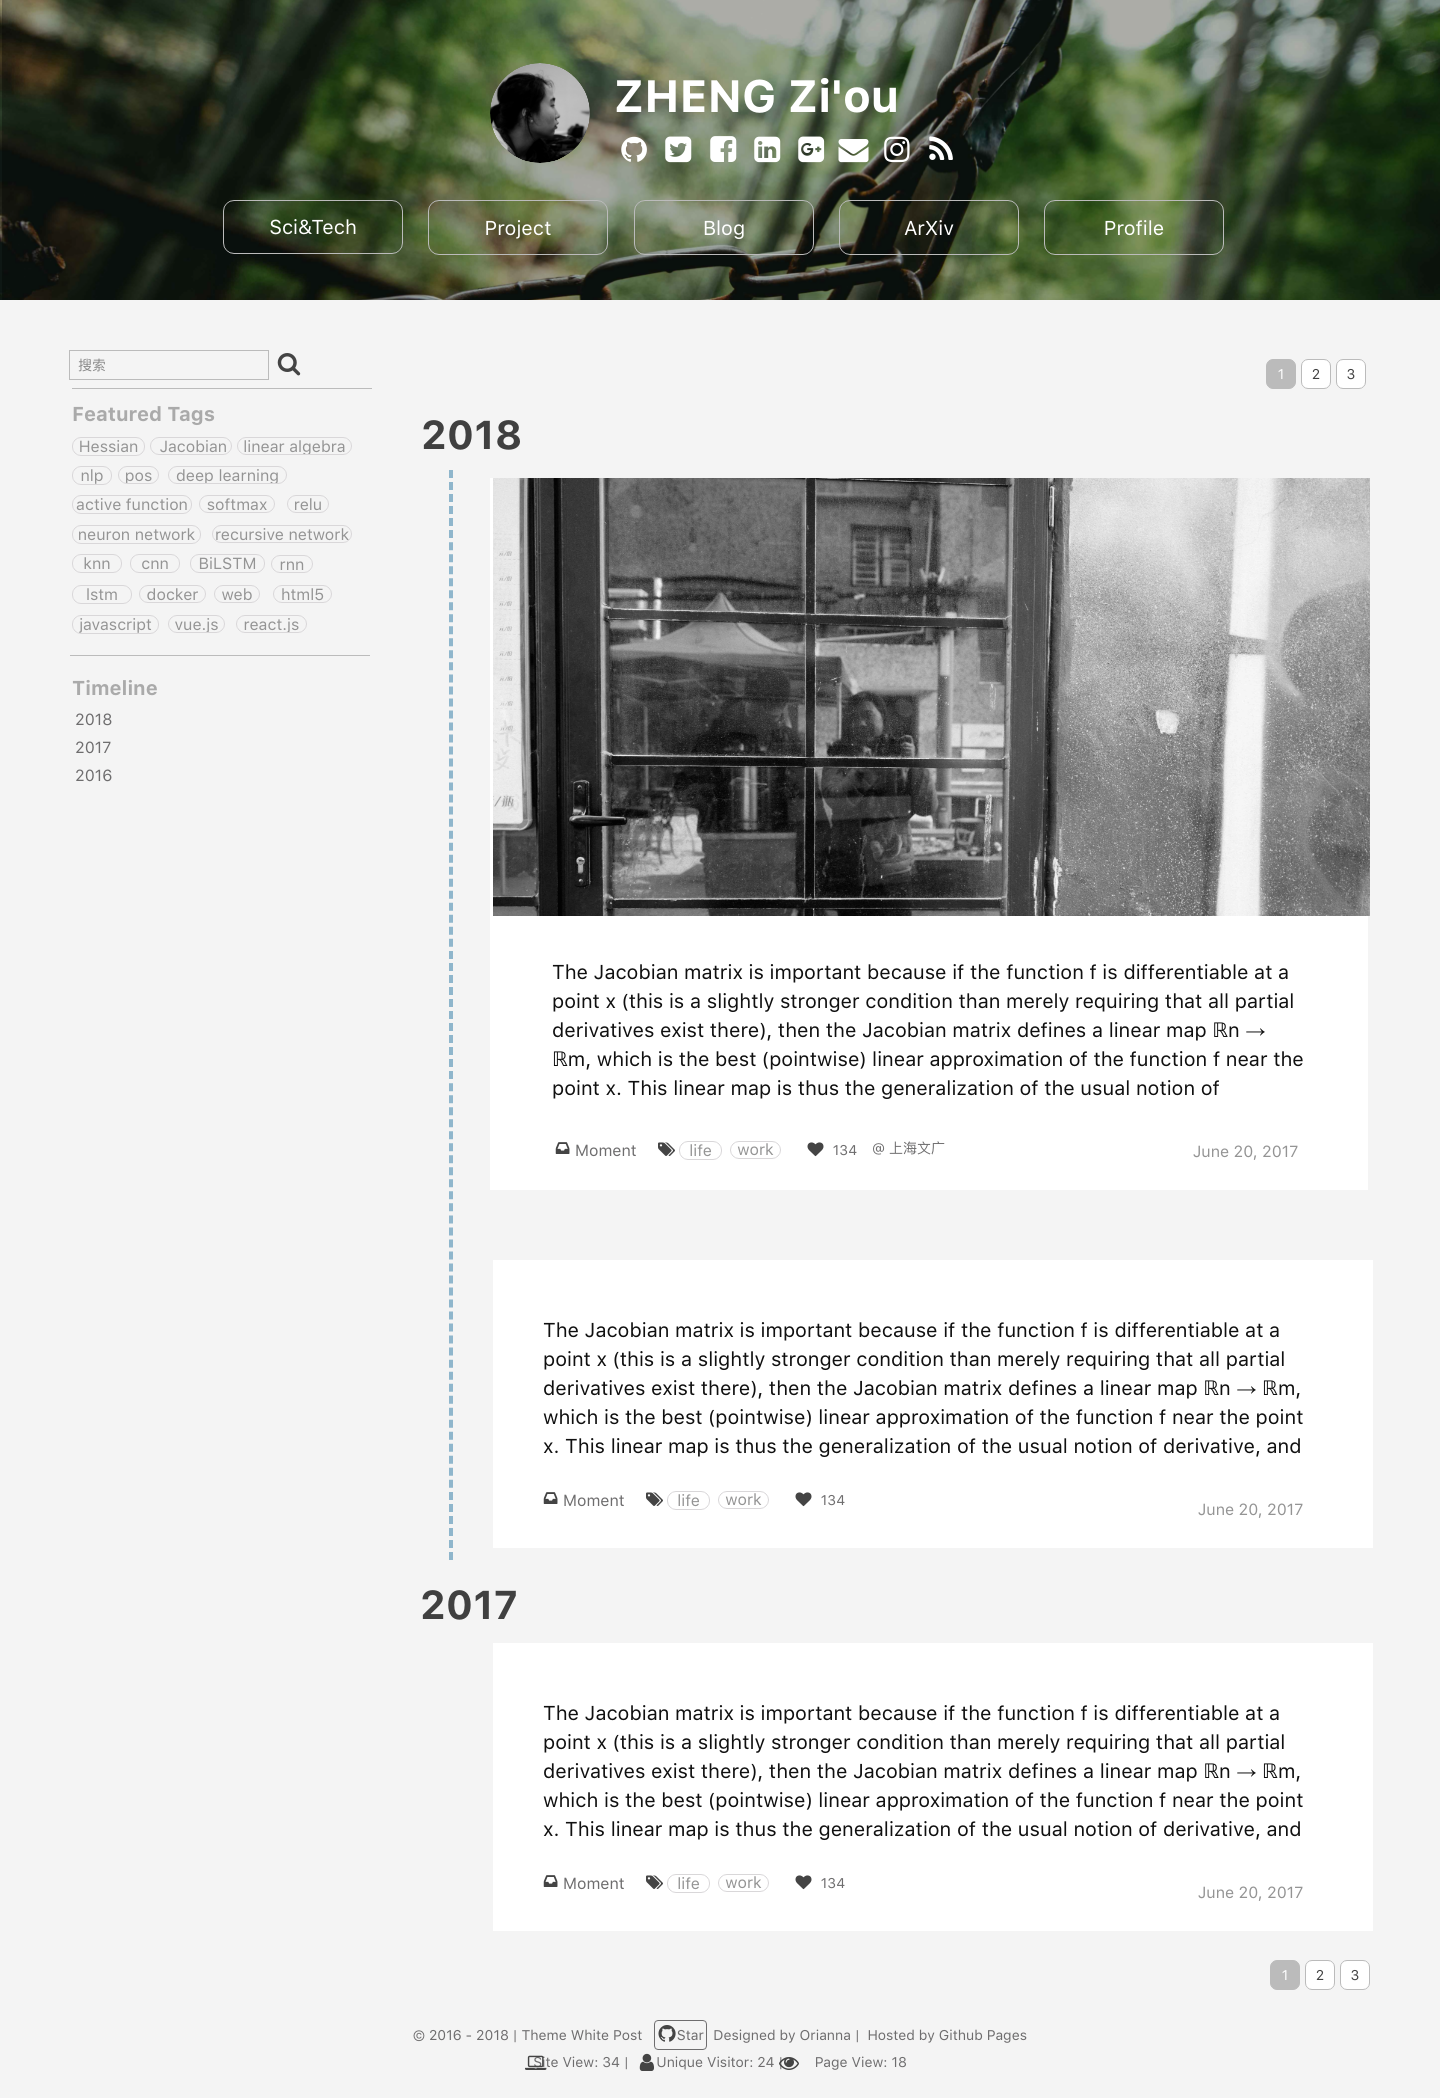 ZHENG Zi'ou
Sci&Tech Project Blog ArXiv Profile
搜索
1 2 3
Featured Tags
Hessian Jacobian linear algebra
nlp pos deep learning
active function softmax relu
neuron network recursive network
knn cnn BiLSTM rnn
lstm docker web html5
javascript vue.js react.js
Timeline
2018
2017
2016
2018
The Jacobian matrix is important because if the function f is differentiable at a
point x (this is a slightly stronger condition than merely requiring that all partial
derivatives exist there), then the Jacobian matrix defines a linear map ℝn →
ℝm, which is the best (pointwise) linear approximation of the function f near the
point x. This linear map is thus the generalization of the usual notion of
Moment life work 134 @ 上海文广 June 20, 2017
The Jacobian matrix is important because if the function f is differentiable at a
point x (this is a slightly stronger condition than merely requiring that all partial
derivatives exist there), then the Jacobian matrix defines a linear map ℝn → ℝm,
which is the best (pointwise) linear approximation of the function f near the point
x. This linear map is thus the generalization of the usual notion of derivative, and
Moment life work 134 June 20, 2017
2017
The Jacobian matrix is important because if the function f is differentiable at a
point x (this is a slightly stronger condition than merely requiring that all partial
derivatives exist there), then the Jacobian matrix defines a linear map ℝn → ℝm,
which is the best (pointwise) linear approximation of the function f near the point
x. This linear map is thus the generalization of the usual notion of derivative, and
Moment life work 134 June 20, 2017
1 2 3
© 2016 - 2018 | Theme White Post Star Designed by Orianna | Hosted by Github Pages
Site View: 34 | Unique Visitor: 24 | Page View: 18